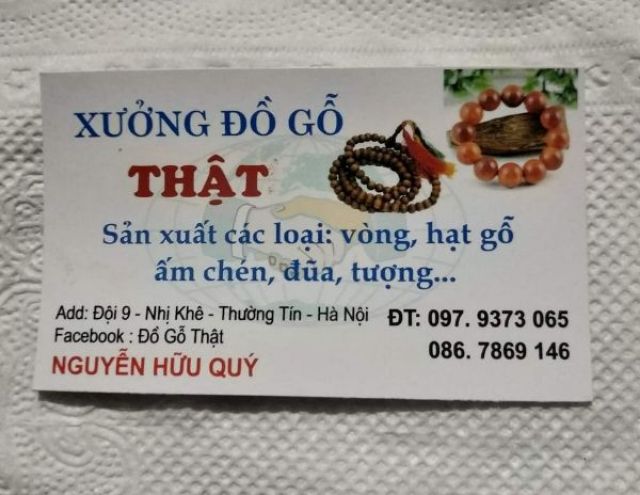 XƯỞNG ĐỒ GỖ
THẬT
Sản xuất các loại: vòng, hạt gỗ
ấm chén, đũa, tượng...
Add: Đội 9 - Nhị Khê - Thường Tín - Hà Nội
Facebook : Đồ Gỗ Thật
NGUYỄN HỮU QUÝ
ĐT: 097. 9373 065
086. 7869 146